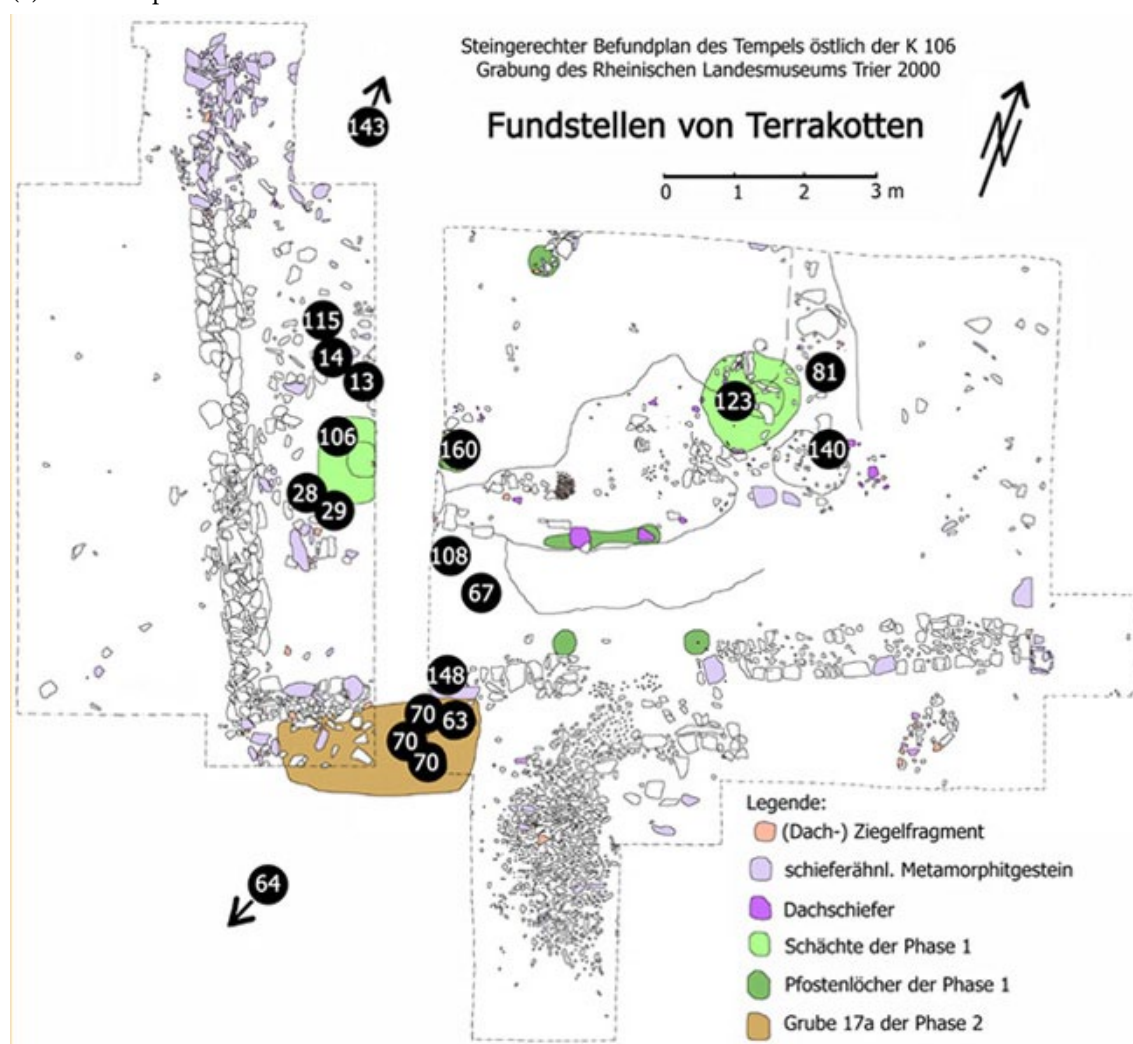 Steingerechter Befundplan des Tempels östlich der K 106
Grabung des Rheinischen Landesmuseums Trier 2000
Fundstellen von Terrakotten
143
0 1 2 3 m
115
14
13
106
28
29
160
123
81
140
108
67
148
70
63
70
70
64
Legende:
(Dach-) Ziegelfragment
schieferähnl. Metamorphitgestein
Dachschiefer
Schächte der Phase 1
Pfostenlöcher der Phase 1
Grube 17a der Phase 2